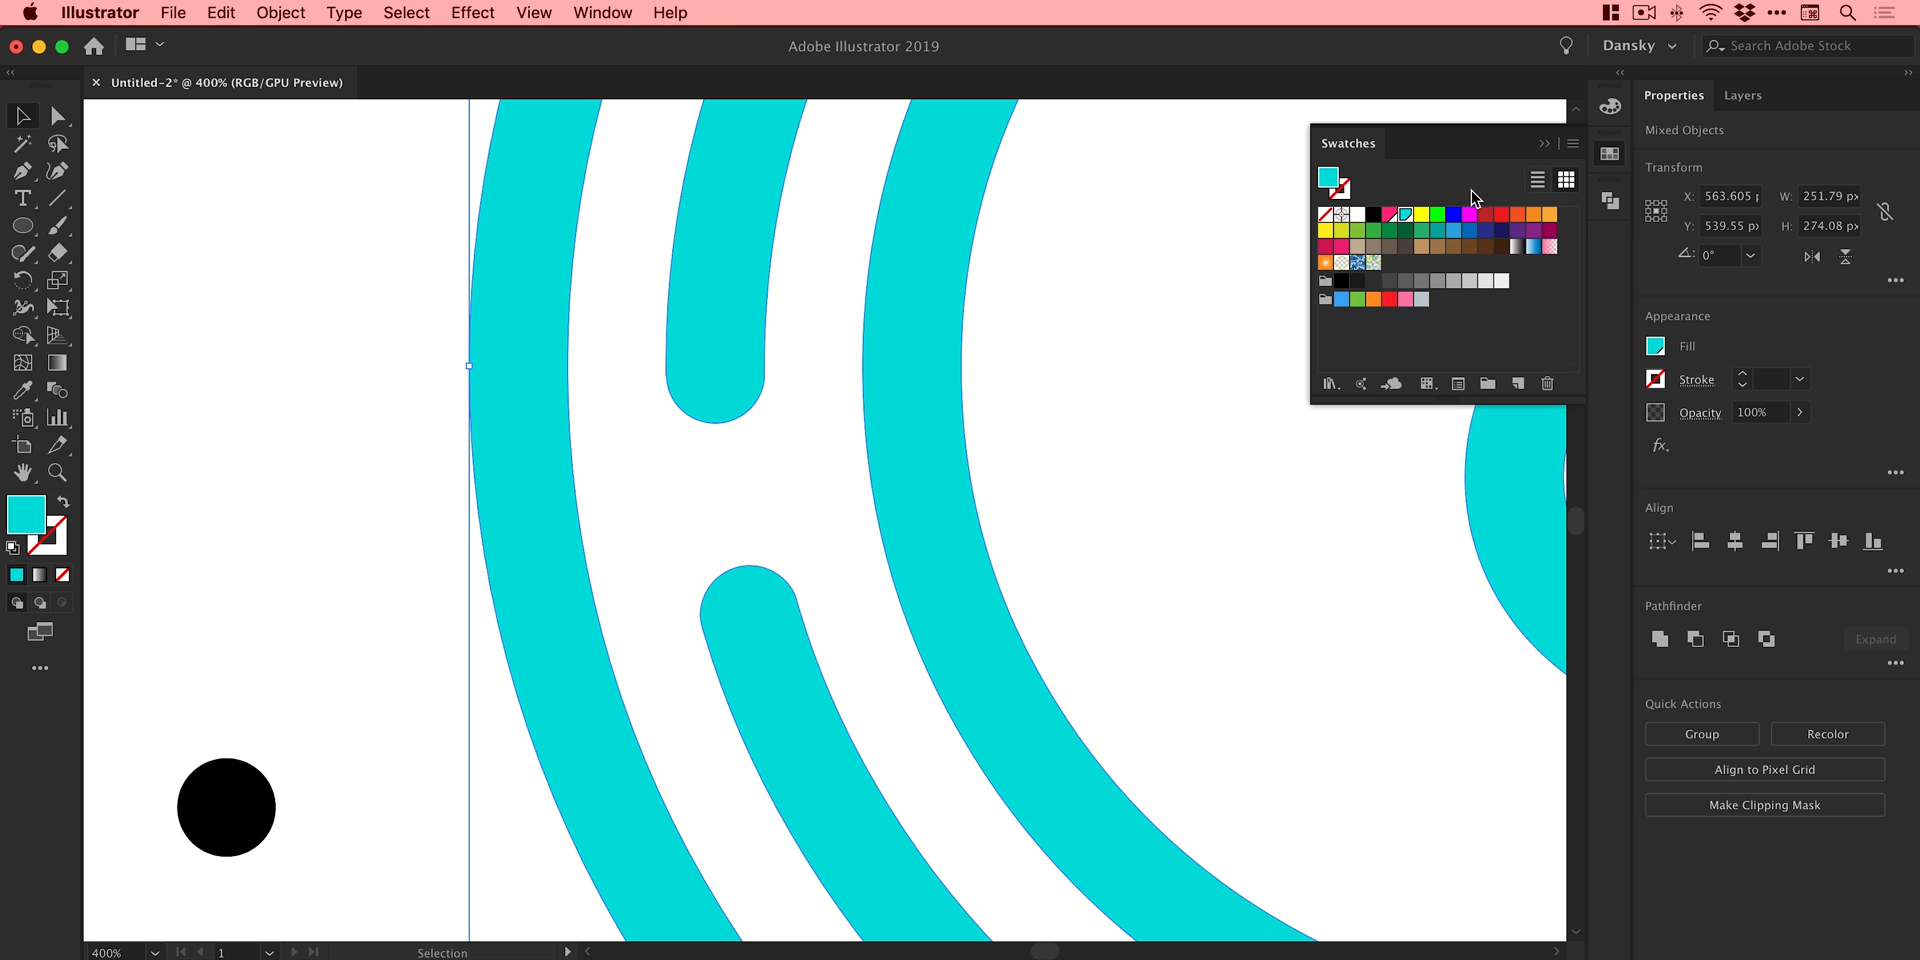 Illustrator File Edit Object Type Select Effect View Window Help
Adobe Illustrator 2019
Dansky
Search Adobe Stock
× Untitled-2* @ 400% (RGB/GPU Preview)
Properties Layers
Mixed Objects
Swatches
Transform
X: 563.605 p W: 251.79 px
Y: 539.55 px H: 274.08 px
0°
Appearance
Fill
Stroke
Opacity 100%
fx.
Align
Pathfinder
Expand
Quick Actions
Group Recolor
Align to Pixel Grid
Make Clipping Mask
400% 1 Selection